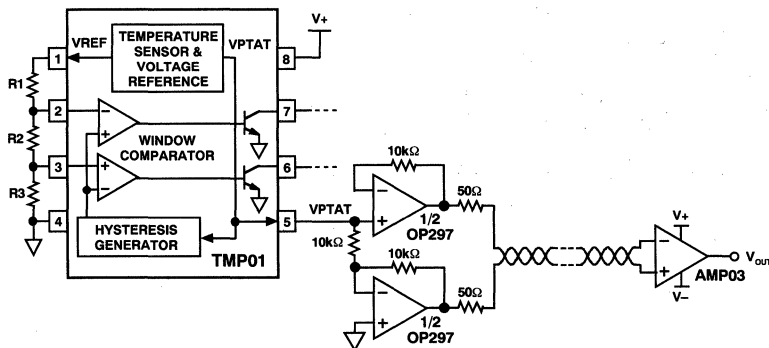 V+
VREF
TEMPERATURE
SENSOR &
VOLTAGE
REFERENCE
VPTAT
1
8
R1
2
7
R2
WINDOW
COMPARATOR
3
6
R3
4
HYSTERESIS
GENERATOR
5
TMP01
VPTAT
10kΩ
1/2
OP297
50Ω
10kΩ
10kΩ
50Ω
1/2
OP297
V+
V–
AMP03
VOUT
−
+
+
−
−
+
−
+
−
+